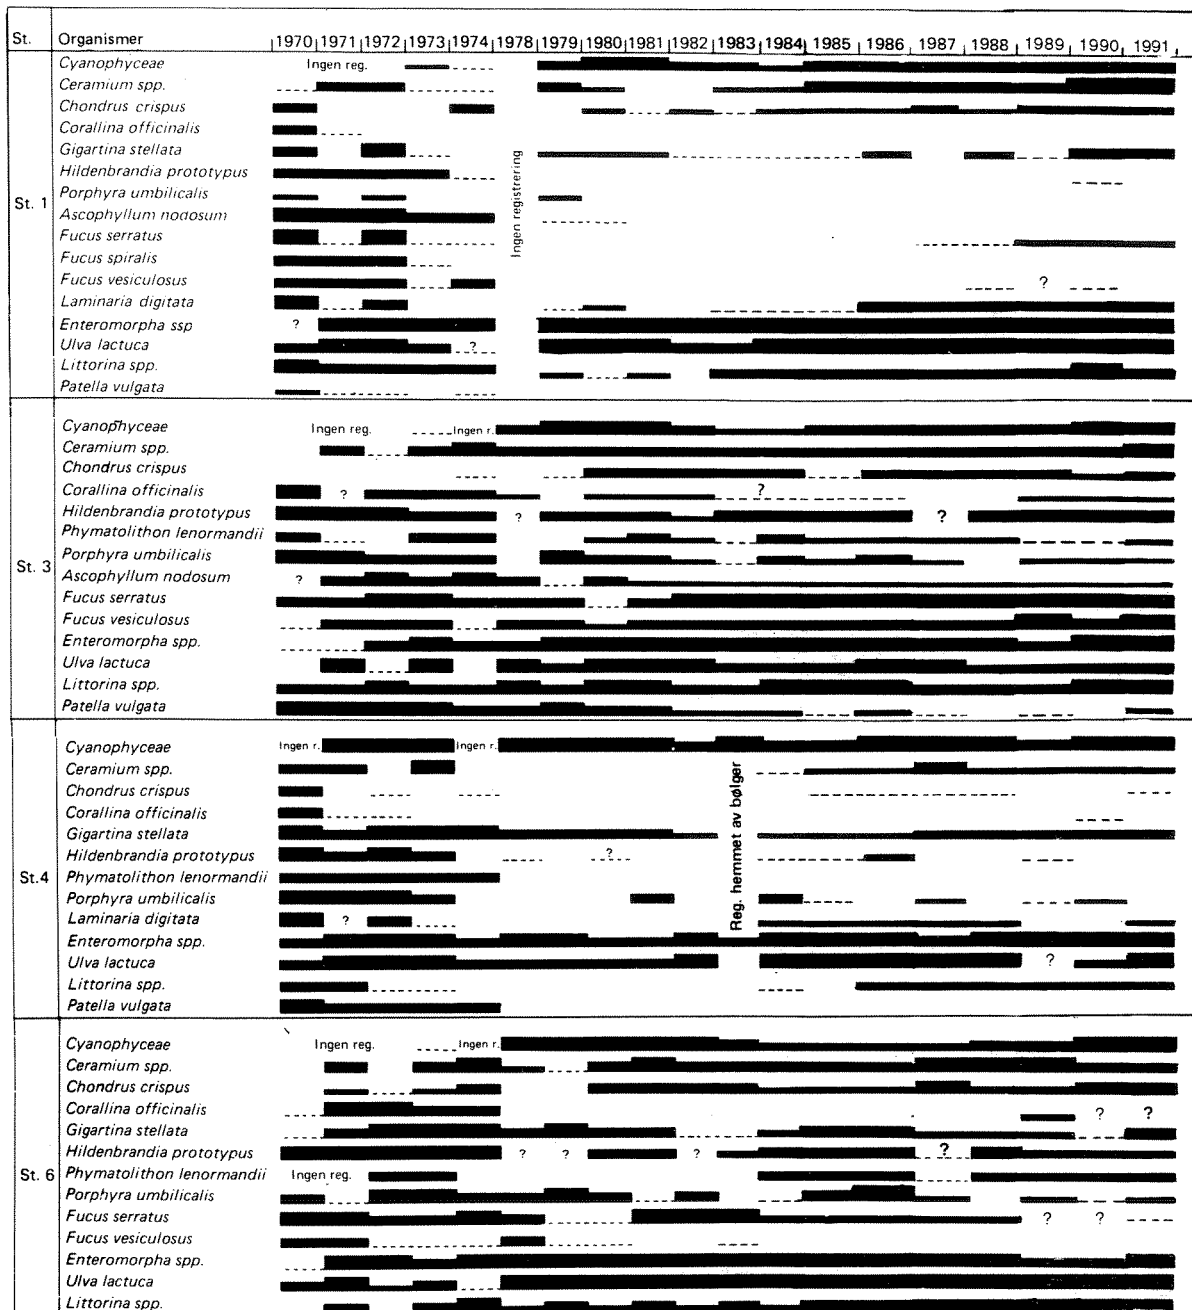 St. Organismer 1970 1971 1972 1973 1974 1978 1979 1980 1981 1982 1983 1984 1985 1986 1987 1988 1989 1990 1991
Cyanophyceae Ingen reg.
Ceramium spp.
Chondrus crispus
Corallina officinalis
Gigartina stellata
Hildenbrandia prototypus
Porphyra umbilicalis
St. 1
Ascophyllum nodosum
Fucus serratus
Fucus spiralis
Fucus vesiculosus ?
Laminaria digitata
Enteromorpha ssp ?
Ulva lactuca ?
Littorina spp.
Patella vulgata
Ingen registrering
Cyanophyceae Ingen reg. Ingen r.
Ceramium spp.
Chondrus crispus
Corallina officinalis ? ?
Hildenbrandia prototypus ? ?
Phymatolithon lenormandii
Porphyra umbilicalis
St. 3
Ascophyllum nodosum ?
Fucus serratus
Fucus vesiculosus
Enteromorpha spp.
Ulva lactuca
Littorina spp.
Patella vulgata
Cyanophyceae Ingen r. Ingen r.
Ceramium spp.
Chondrus crispus
Corallina officinalis
Gigartina stellata
Hildenbrandia prototypus ?
St.4 Phymatolithon lenormandii
Porphyra umbilicalis
Laminaria digitata ?
Enteromorpha spp.
Ulva lactuca ?
Littorina spp.
Patella vulgata
Reg. hemmet av bølger
Cyanophyceae Ingen reg. Ingen r.
Ceramium spp.
Chondrus crispus
Corallina officinalis ? ?
Gigartina stellata
Hildenbrandia prototypus ? ? ? ?
St. 6 Phymatolithon lenormandii Ingen reg.
Porphyra umbilicalis
Fucus serratus ? ?
Fucus vesiculosus
Enteromorpha spp.
Ulva lactuca
Littorina spp.